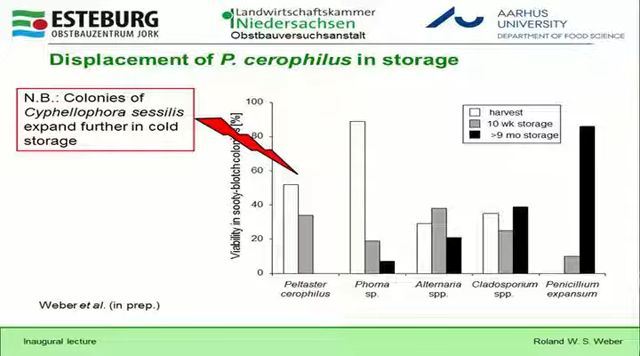 ESTEBURG
OBSTBAUZENTRUM JORK
Landwirtschaftskammer
Niedersachsen
Obstbauversuchsanstalt
AARHUS
UNIVERSITY
DEPARTMENT OF FOOD SCIENCE
Displacement of P. cerophilus in storage
N.B.: Colonies of
Cyphellophora sessilis
expand further in cold
storage
Viability in sooty-blotch colonies [%]
100
80
60
40
20
0
harvest
10 wk storage
>9 mo storage
Peltaster
cerophilus
Phoma
sp.
Alternaria
spp.
Cladosporium
spp.
Penicillium
expansum
Weber et al. (in prep.)
Inaugural lecture
Roland W. S. Weber